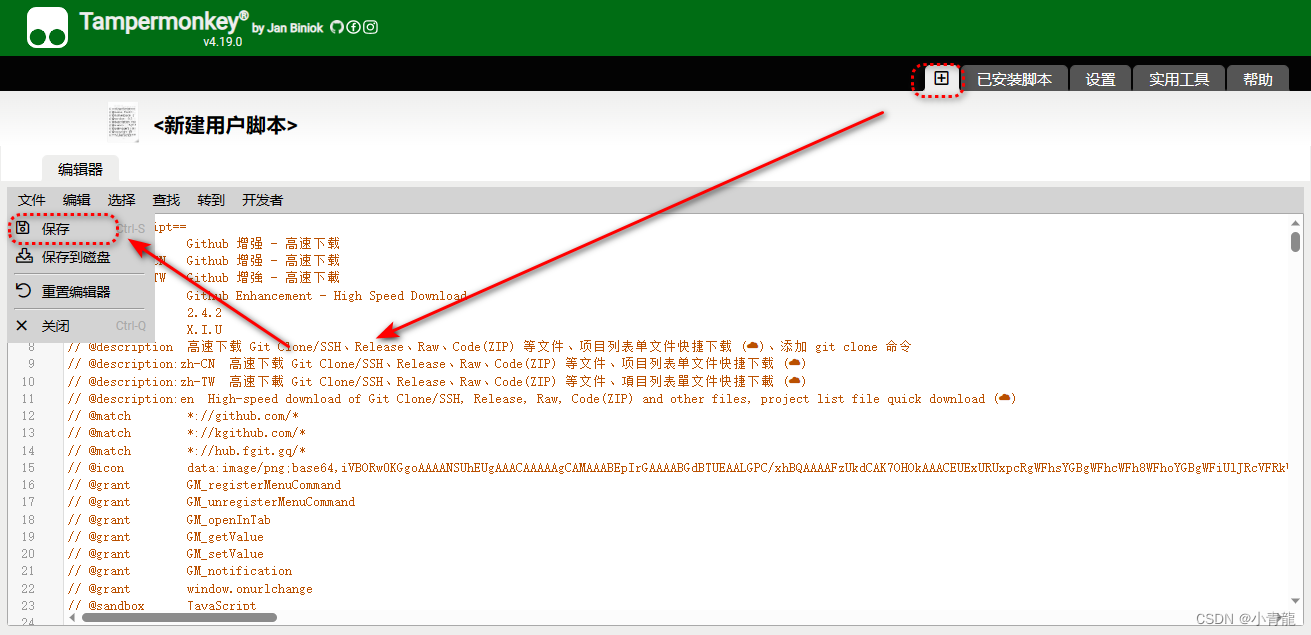 Tampermonkey® by Jan Biniok
v4.19.0
已安装脚本 设置 实用工具 帮助
<新建用户脚本>
编辑器
文件 编辑 选择 查找 转到 开发者
保存 Ctrl-S
ipt==
Github 增强 - 高速下载
保存到磁盘
N Github 增强 - 高速下载
TW Github 增強 - 高速下載
重置编辑器
Github Enhancement - High Speed Download
2.4.2
关闭 Ctrl-Q
X.I.U
8 // @description 高速下载 Git Clone/SSH、Release、Raw、Code(ZIP) 等文件、项目列表单文件快捷下载 (☁)、添加 git clone 命令
9 // @description:zh-CN 高速下载 Git Clone/SSH、Release、Raw、Code(ZIP) 等文件、项目列表单文件快捷下载 (☁)
10 // @description:zh-TW 高速下載 Git Clone/SSH、Release、Raw、Code(ZIP) 等文件、項目列表單文件快捷下載 (☁)
11 // @description:en High-speed download of Git Clone/SSH, Release, Raw, Code(ZIP) and other files, project list file quick download (☁)
12 // @match *://github.com/*
13 // @match *://kgithub.com/*
14 // @match *://hub.fgit.gq/*
15 // @icon
16 // @grant GM_registerMenuCommand
17 // @grant GM_unregisterMenuCommand
18 // @grant GM_openInTab
19 // @grant GM_getValue
20 // @grant GM_setValue
21 // @grant GM_notification
22 // @grant window.onurlchange
23 // @sandbox JavaScript
24
CSDN @小青龍